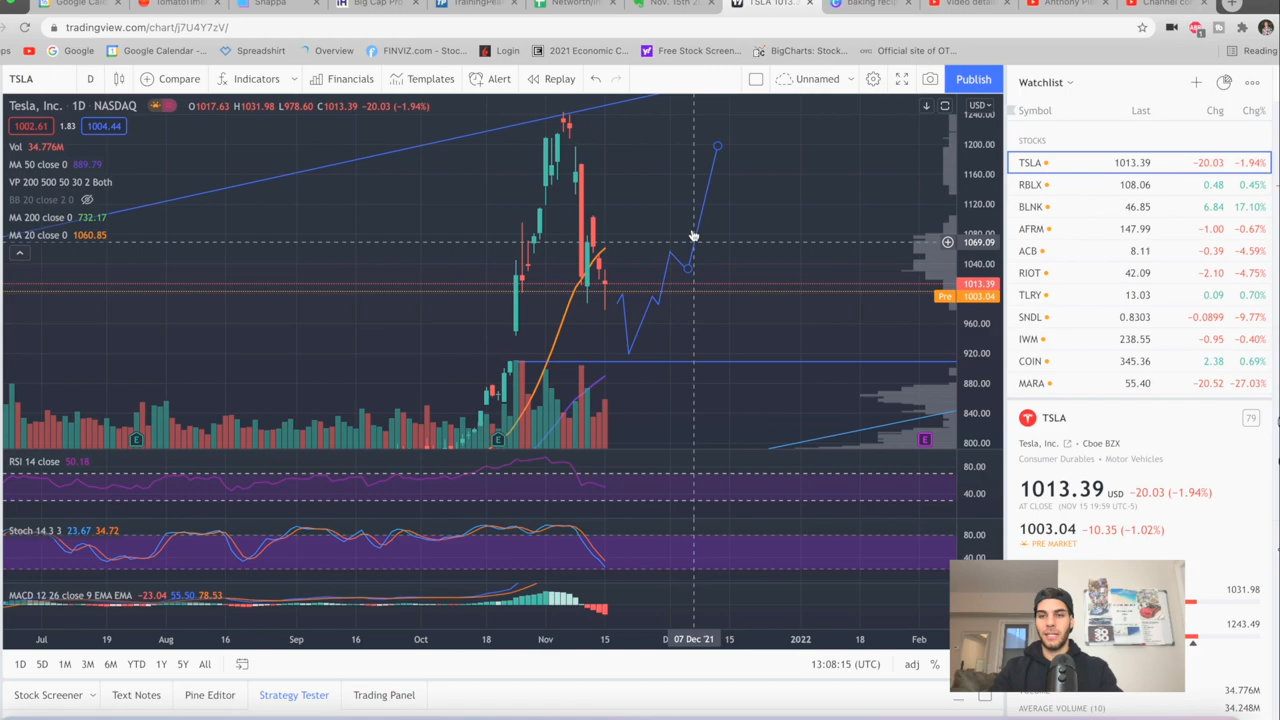 Google Cale
TomatoTimer
Snappa
Big Cap Pro
TrainingPea
Networth/In
Nov. 15th 2
TSLA 1013.
Channel con
baking reco
Video detail
Anthony P
tradingview.com/chart/j7U4Y7zV/
ps
Google
Google Calendar -...
Spreadshirt
Overview
FINVIZ.com - Stoc...
Login
2021 Economic C...
Free Stock Screen...
BigCharts: Stock...
Official site of OT...
Reading
TSLA
D
Compare
Indicators
Financials
Templates
Alert
Replay
Unnamed
Publish
Watchlist
Tesla, Inc. • 1D • NASDAQ
O1017.63 H1031.98 L978.60 C1013.39 −20.03 (−1.94%)
USD
1002.61 1.83 1004.44
Vol 34.776M
MA 50 close 0 889.79
VP 200 500 50 30 2 Both
BB 20 close 2 0
MA 200 close 0 732.17
MA 20 close 0 1060.85
1240.00
1200.00
1160.00
1120.00
1080.00
1069.09
1040.00
1013.39
Pre 1003.04
960.00
920.00
880.00
840.00
800.00
E
E
E
RSI 14 close 50.18
80.00
40.00
Stoch 14 3 3 23.67 34.72
80.00
40.00
MACD 12 26 close 9 EMA EMA −23.04 55.50 78.53
Jul 19 Aug 16 Sep 16 Oct 18 Nov 15 D 07 Dec '21 15 2022 Feb
1D 5D 1M 3M 6M YTD 1Y 5Y All
13:08:15 (UTC)
adj
%
Stock Screener
Text Notes
Pine Editor
Strategy Tester
Trading Panel
Symbol Last Chg Chg%
STOCKS
TSLA 1013.39 −20.03 −1.94%
RBLX 108.06 0.48 0.45%
BLNK 46.85 6.84 17.10%
AFRM 147.99 −1.00 −0.67%
ACB 8.11 −0.39 −4.59%
RIOT 42.09 −2.10 −4.75%
TLRY 13.03 0.09 0.70%
SNDL 0.8303 −0.0899 −9.77%
IWM 238.55 −0.95 −0.40%
COIN 345.36 2.38 0.69%
MARA 55.40 −20.52 −27.03%
TSLA
79
Tesla, Inc. • Cboe BZX
Consumer Durables • Motor Vehicles
1013.39 USD −20.03 (−1.94%)
AT CLOSE (NOV 15 19:59 UTC-5)
1003.04 −10.35 (−1.02%)
PRE MARKET
1031.98
1243.49
VOLUME 34.776M
AVERAGE VOLUME (10) 34.248M